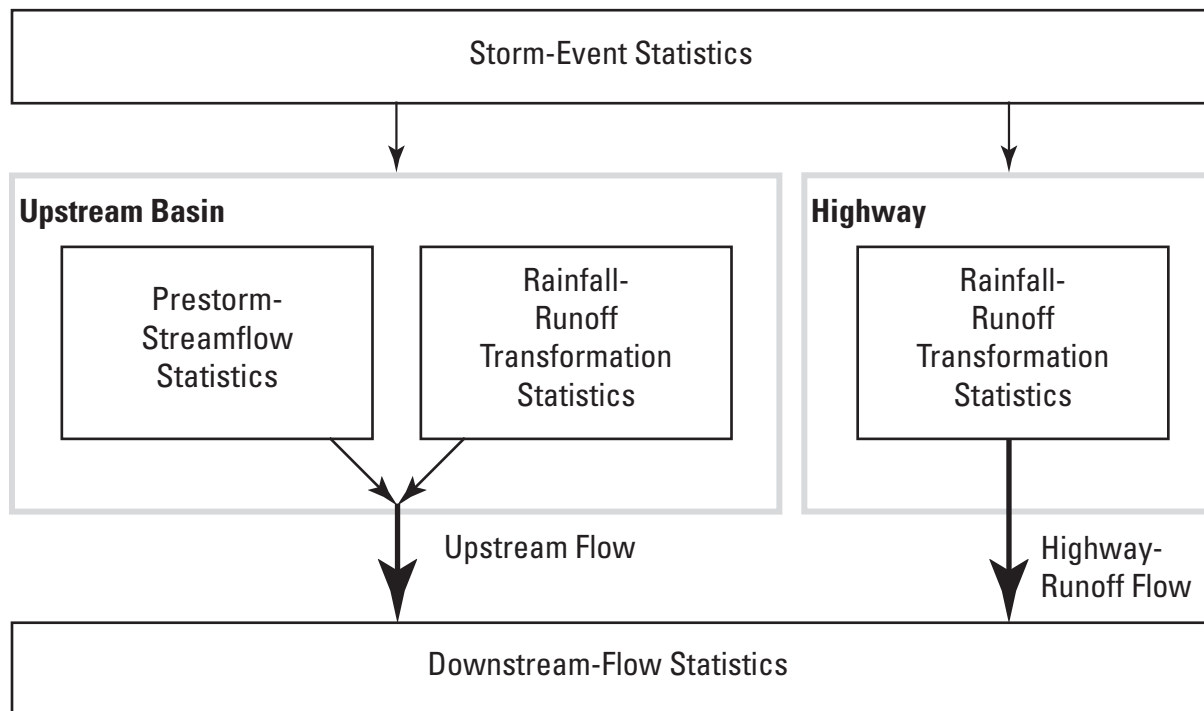 Storm-Event Statistics
Upstream Basin
Prestorm-
Streamflow
Statistics
Rainfall-
Runoff
Transformation
Statistics
Highway
Rainfall-
Runoff
Transformation
Statistics
Upstream Flow
Highway-
Runoff Flow
Downstream-Flow Statistics